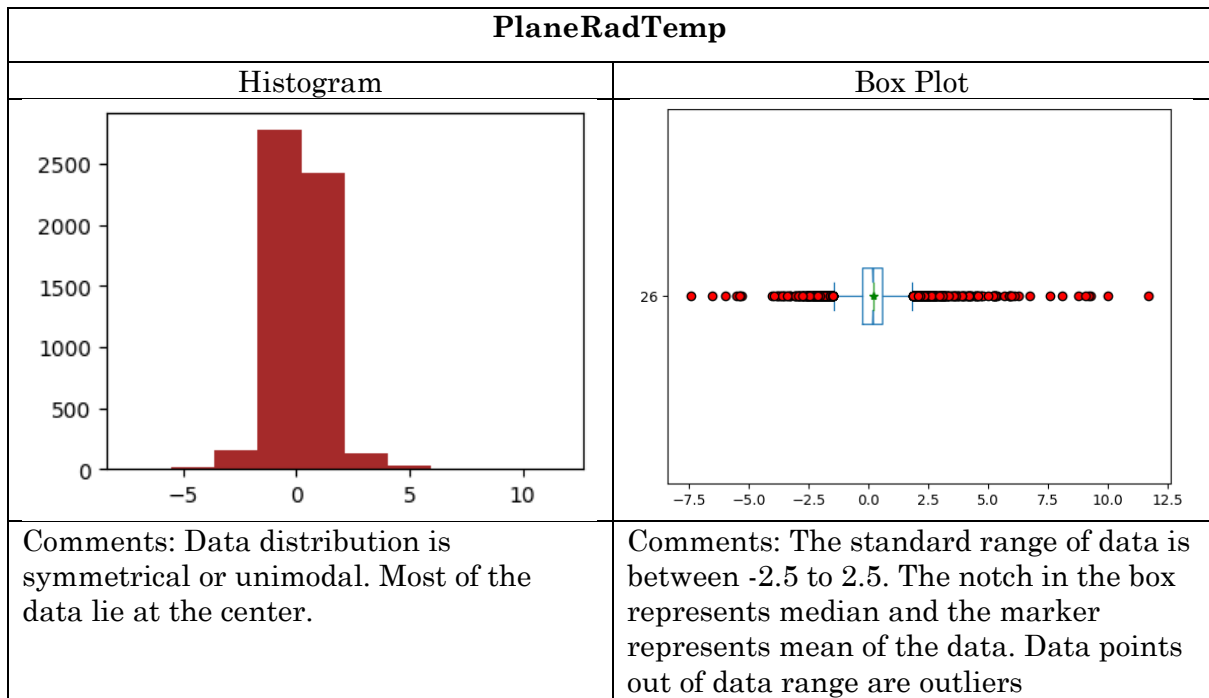 PlaneRadTemp
Histogram
Box Plot
2500
2000
1500
1000
500
0
−5
0
5
10
26
−7.5
−5.0
−2.5
0.0
2.5
5.0
7.5
10.0
12.5
Comments: Data distribution is
symmetrical or unimodal. Most of the
data lie at the center.
Comments: The standard range of data is
between -2.5 to 2.5. The notch in the box
represents median and the marker
represents mean of the data. Data points
out of data range are outliers